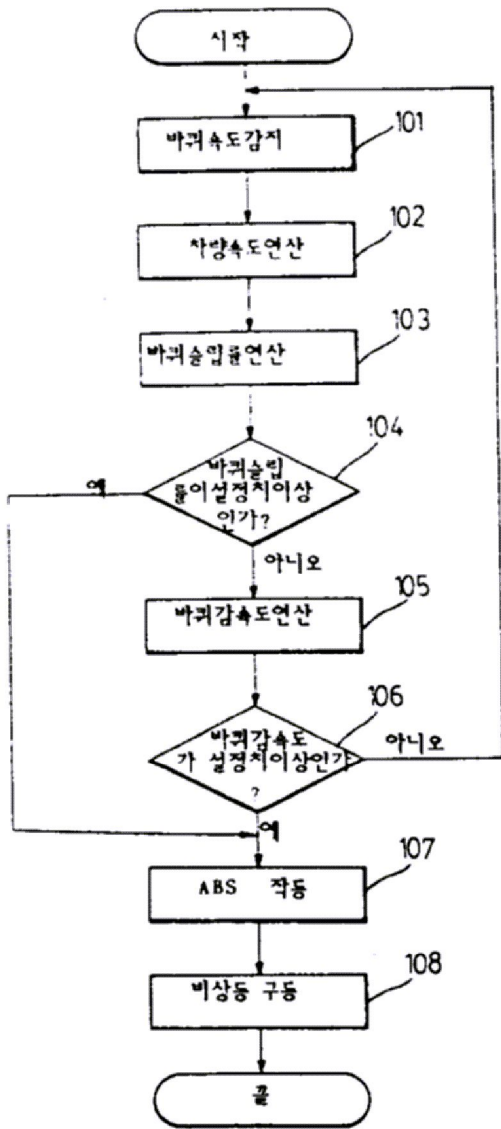 시작
바퀴속도감지
101
차량속도연산
102
바퀴슬립률연산
103
104
바퀴슬립
률이설정치이상
인가?
예
아니오
바퀴감속도연산
105
106
바퀴감속도
가 설정치이상인가
?
아니오
예
ABS 작동
107
비상등 구동
108
끝